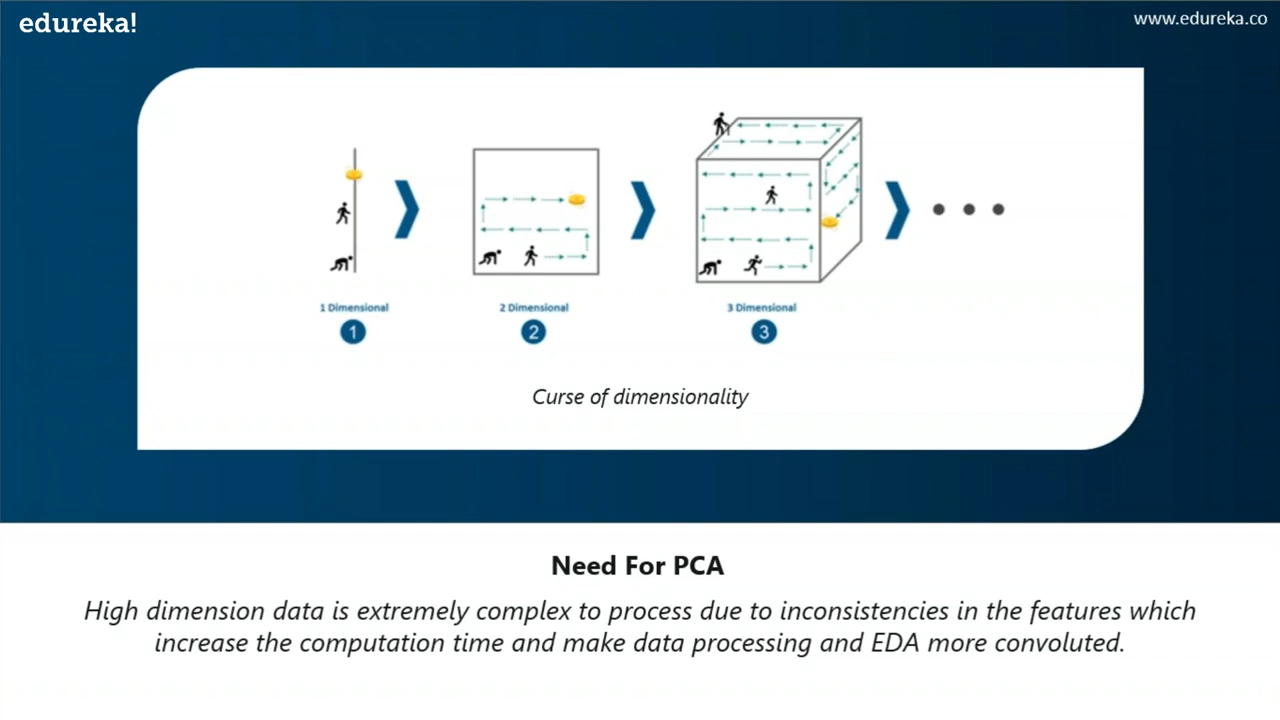 edureka!
www.edureka.co
1 Dimensional
2 Dimensional
3 Dimensional
1
2
3
Curse of dimensionality
Need For PCA
High dimension data is extremely complex to process due to inconsistencies in the features which
increase the computation time and make data processing and EDA more convoluted.